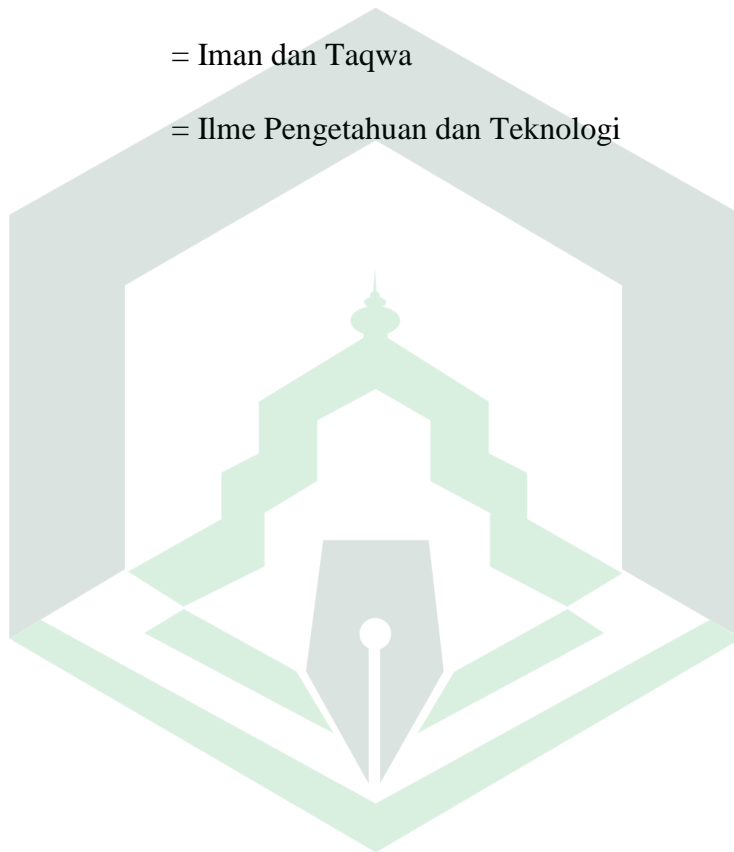 = Iman dan Taqwa
= Ilme Pengetahuan dan Teknologi